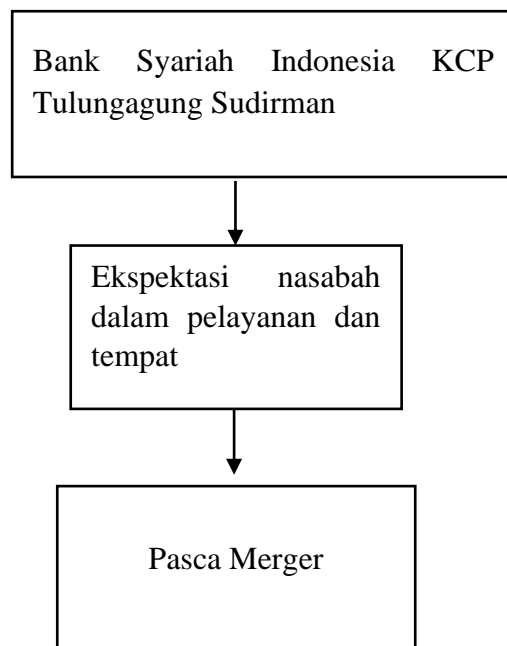 Bank Syariah Indonesia KCP
Tulungagung Sudirman
Ekspektasi nasabah
dalam pelayanan dan
tempat
Pasca Merger